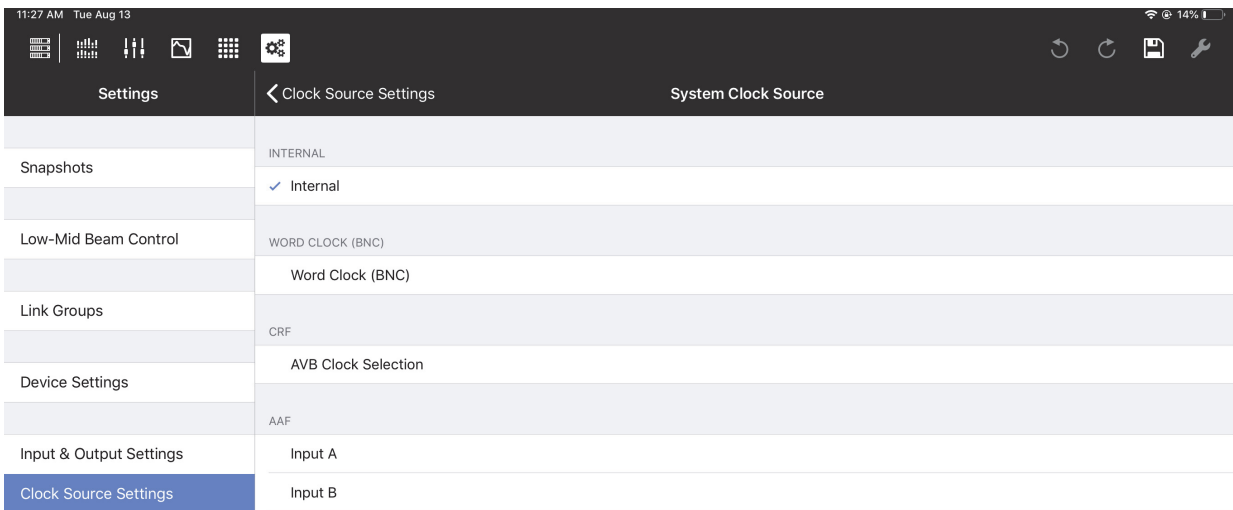 11:27 AM Tue Aug 13
14%
Settings
Clock Source Settings
System Clock Source
Snapshots
Low-Mid Beam Control
Link Groups
Device Settings
Input & Output Settings
Clock Source Settings
INTERNAL
Internal
WORD CLOCK (BNC)
Word Clock (BNC)
CRF
AVB Clock Selection
AAF
Input A
Input B